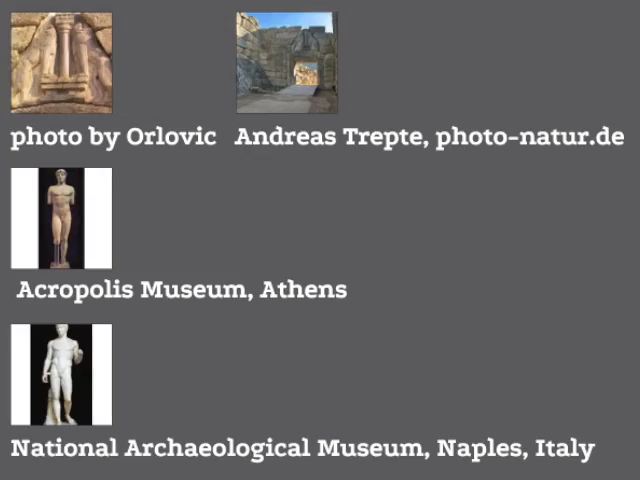 photo by Orlovic
Andreas Trepte, photo-natur.de
Acropolis Museum, Athens
National Archaeological Museum, Naples, Italy